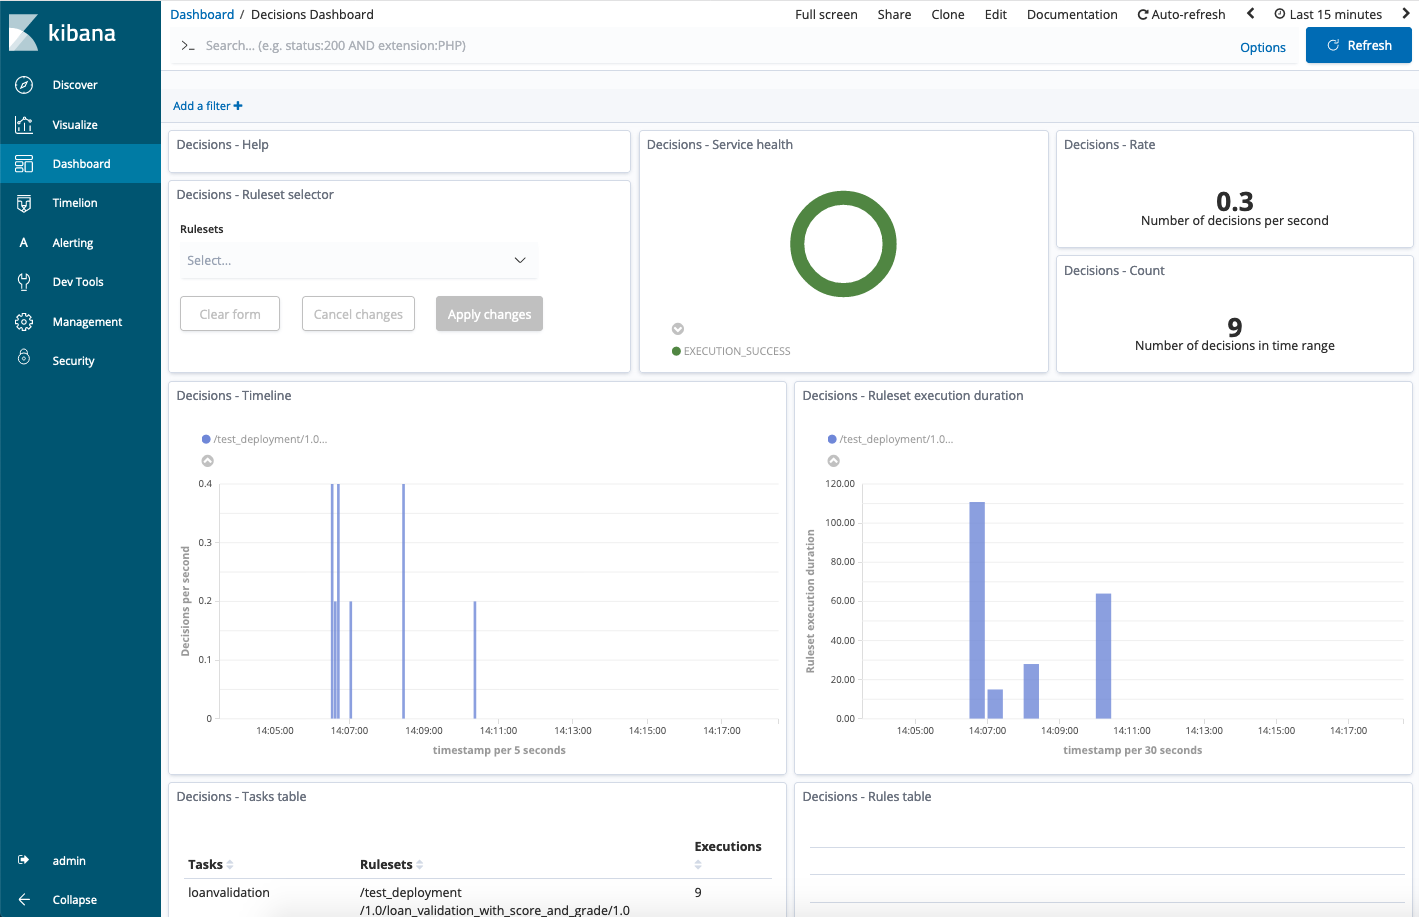 kibana
Discover
Visualize
Dashboard
Timelion
A Alerting
Dev Tools
Management
Security
admin
Collapse
Dashboard / Decisions Dashboard
Full screen Share Clone Edit Documentation Auto-refresh Last 15 minutes
>_ Search... (e.g. status:200 AND extension:PHP)
Options
Refresh
Add a filter +
Decisions - Help
Decisions - Ruleset selector
Rulesets
Select...
Clear form Cancel changes Apply changes
Decisions - Service health
EXECUTION_SUCCESS
Decisions - Rate
0.3
Number of decisions per second
Decisions - Count
9
Number of decisions in time range
Decisions - Timeline
/test_deployment/1.0...
0.4
0.3
0.2
0.1
0
Decisions per second
14:05:00 14:07:00 14:09:00 14:11:00 14:13:00 14:15:00 14:17:00
timestamp per 5 seconds
Decisions - Ruleset execution duration
/test_deployment/1.0...
120.00
100.00
80.00
60.00
40.00
20.00
0.00
Ruleset execution duration
14:05:00 14:07:00 14:09:00 14:11:00 14:13:00 14:15:00 14:17:00
timestamp per 30 seconds
Decisions - Tasks table
Tasks Rulesets Executions
loanvalidation /test_deployment 9
/1.0/loan_validation_with_score_and_grade/1.0
Decisions - Rules table